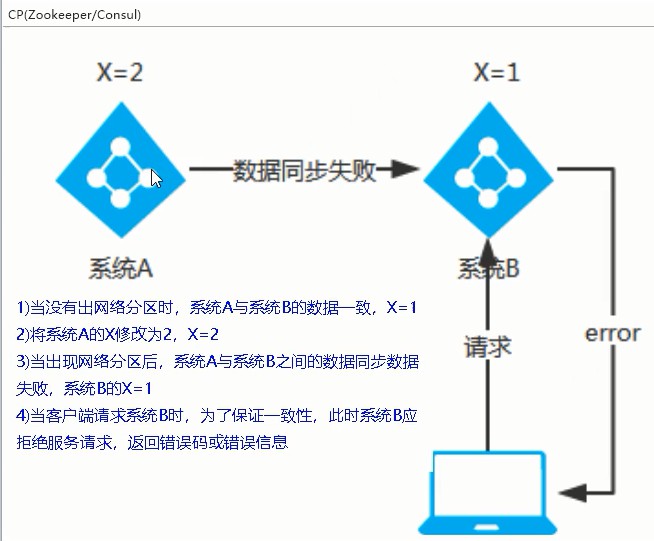 CP(Zookeeper/Consul)
X=2
X=1
数据同步失败
系统A
系统B
1)当没有出网络分区时，系统A与系统B的数据一致，X=1
2)将系统A的X修改为2，X=2
3)当出现网络分区后，系统A与系统B之间的数据同步数据
失败，系统B的X=1
4)当客户端请求系统B时，为了保证一致性，此时系统B应
拒绝服务请求，返回错误码或错误信息
请求
error